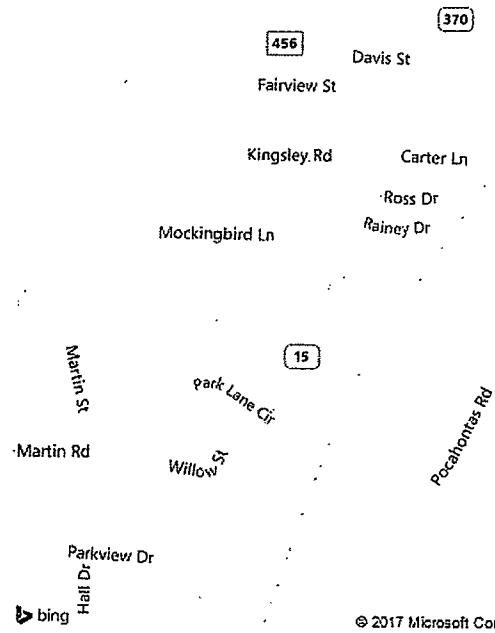 370
456
Davis St
Fairview St
Kingsley Rd
Carter Ln
Ross Dr
Rainey Dr
Mockingbird Ln
15
Martin St
Park Lane Cir
Pocahontas Rd
Martin Rd
Willow St
Parkview Dr
Hall Dr
bing
© 2017 Microsoft Cor